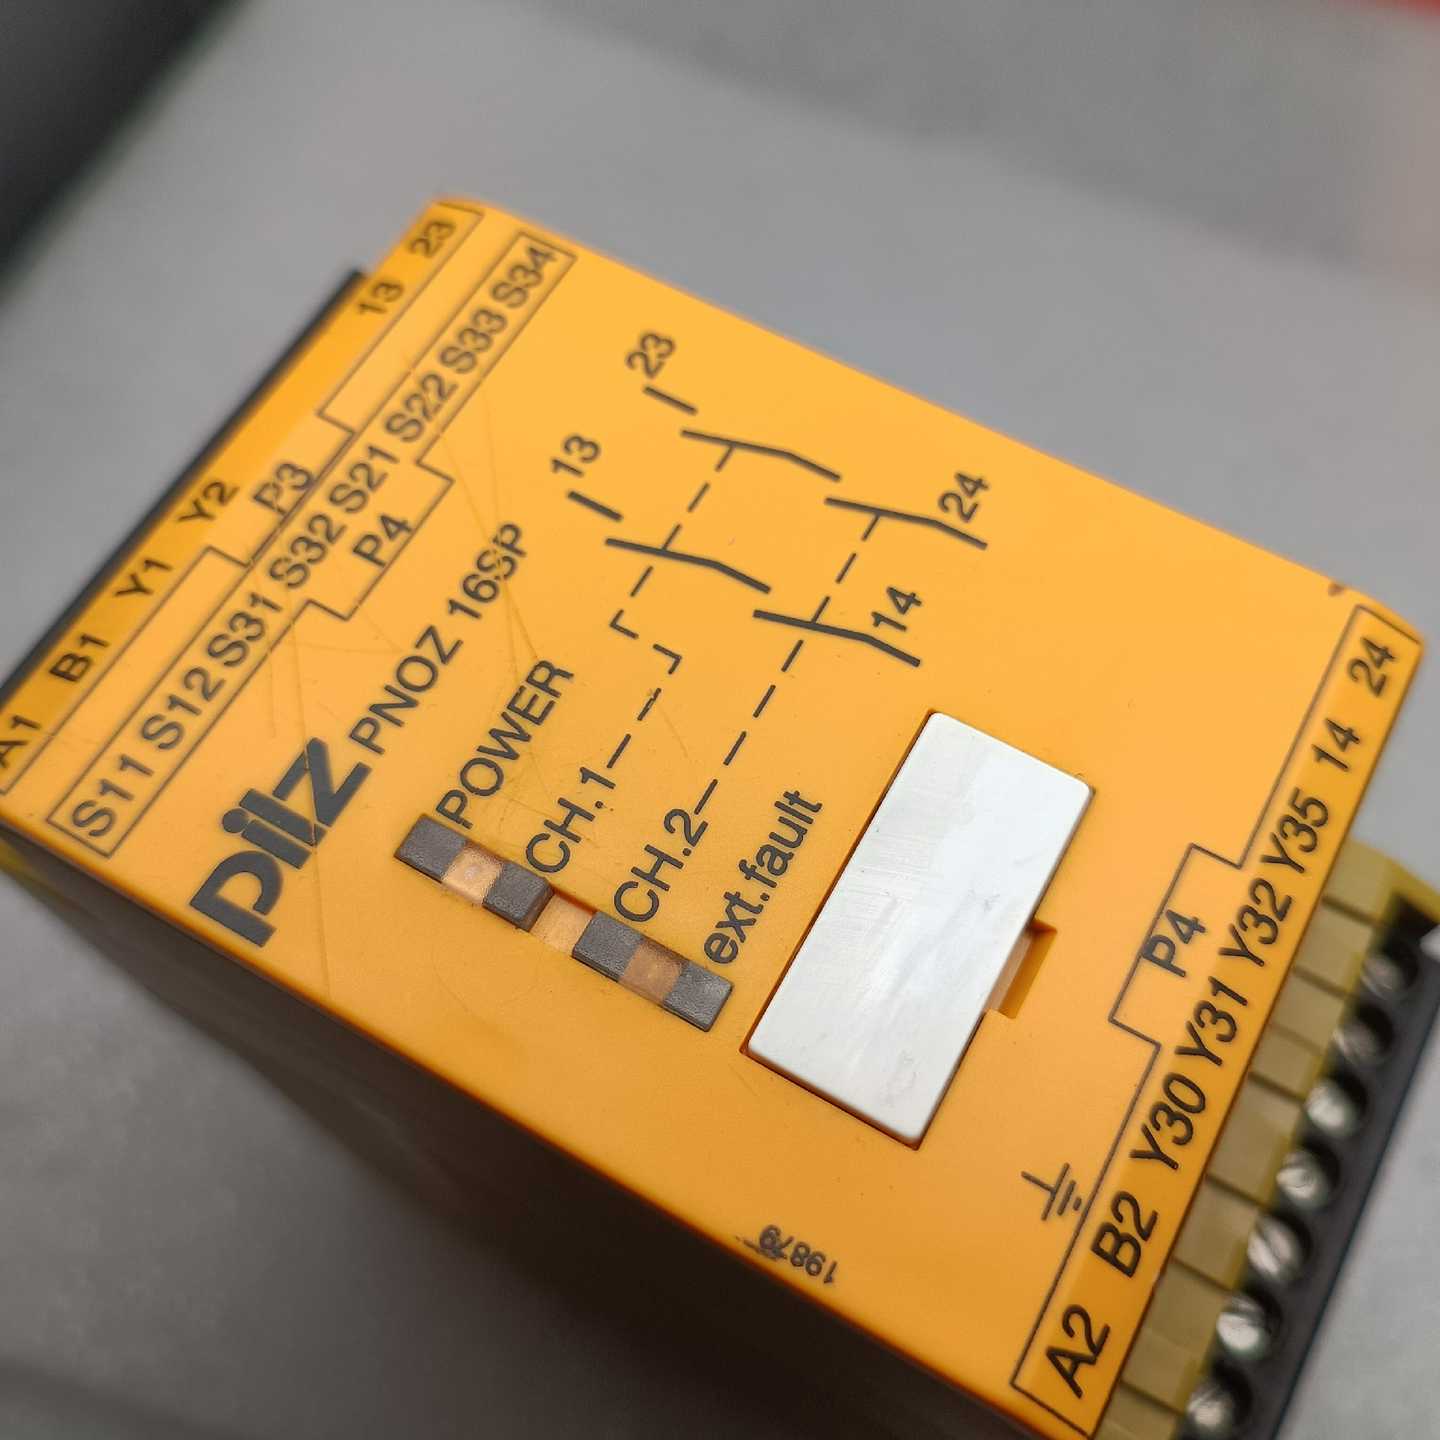 A1 B1 Y1 Y2 P3 13 23
S11 S12 S31 S32 S21 S22 S33 S34
P4
pilz PNOZ 16SP
POWER
CH.1
CH.2
ext.fault
13 23
14 24
P4
A2 B2 Y30 Y31 Y32 Y35 14 24
19879